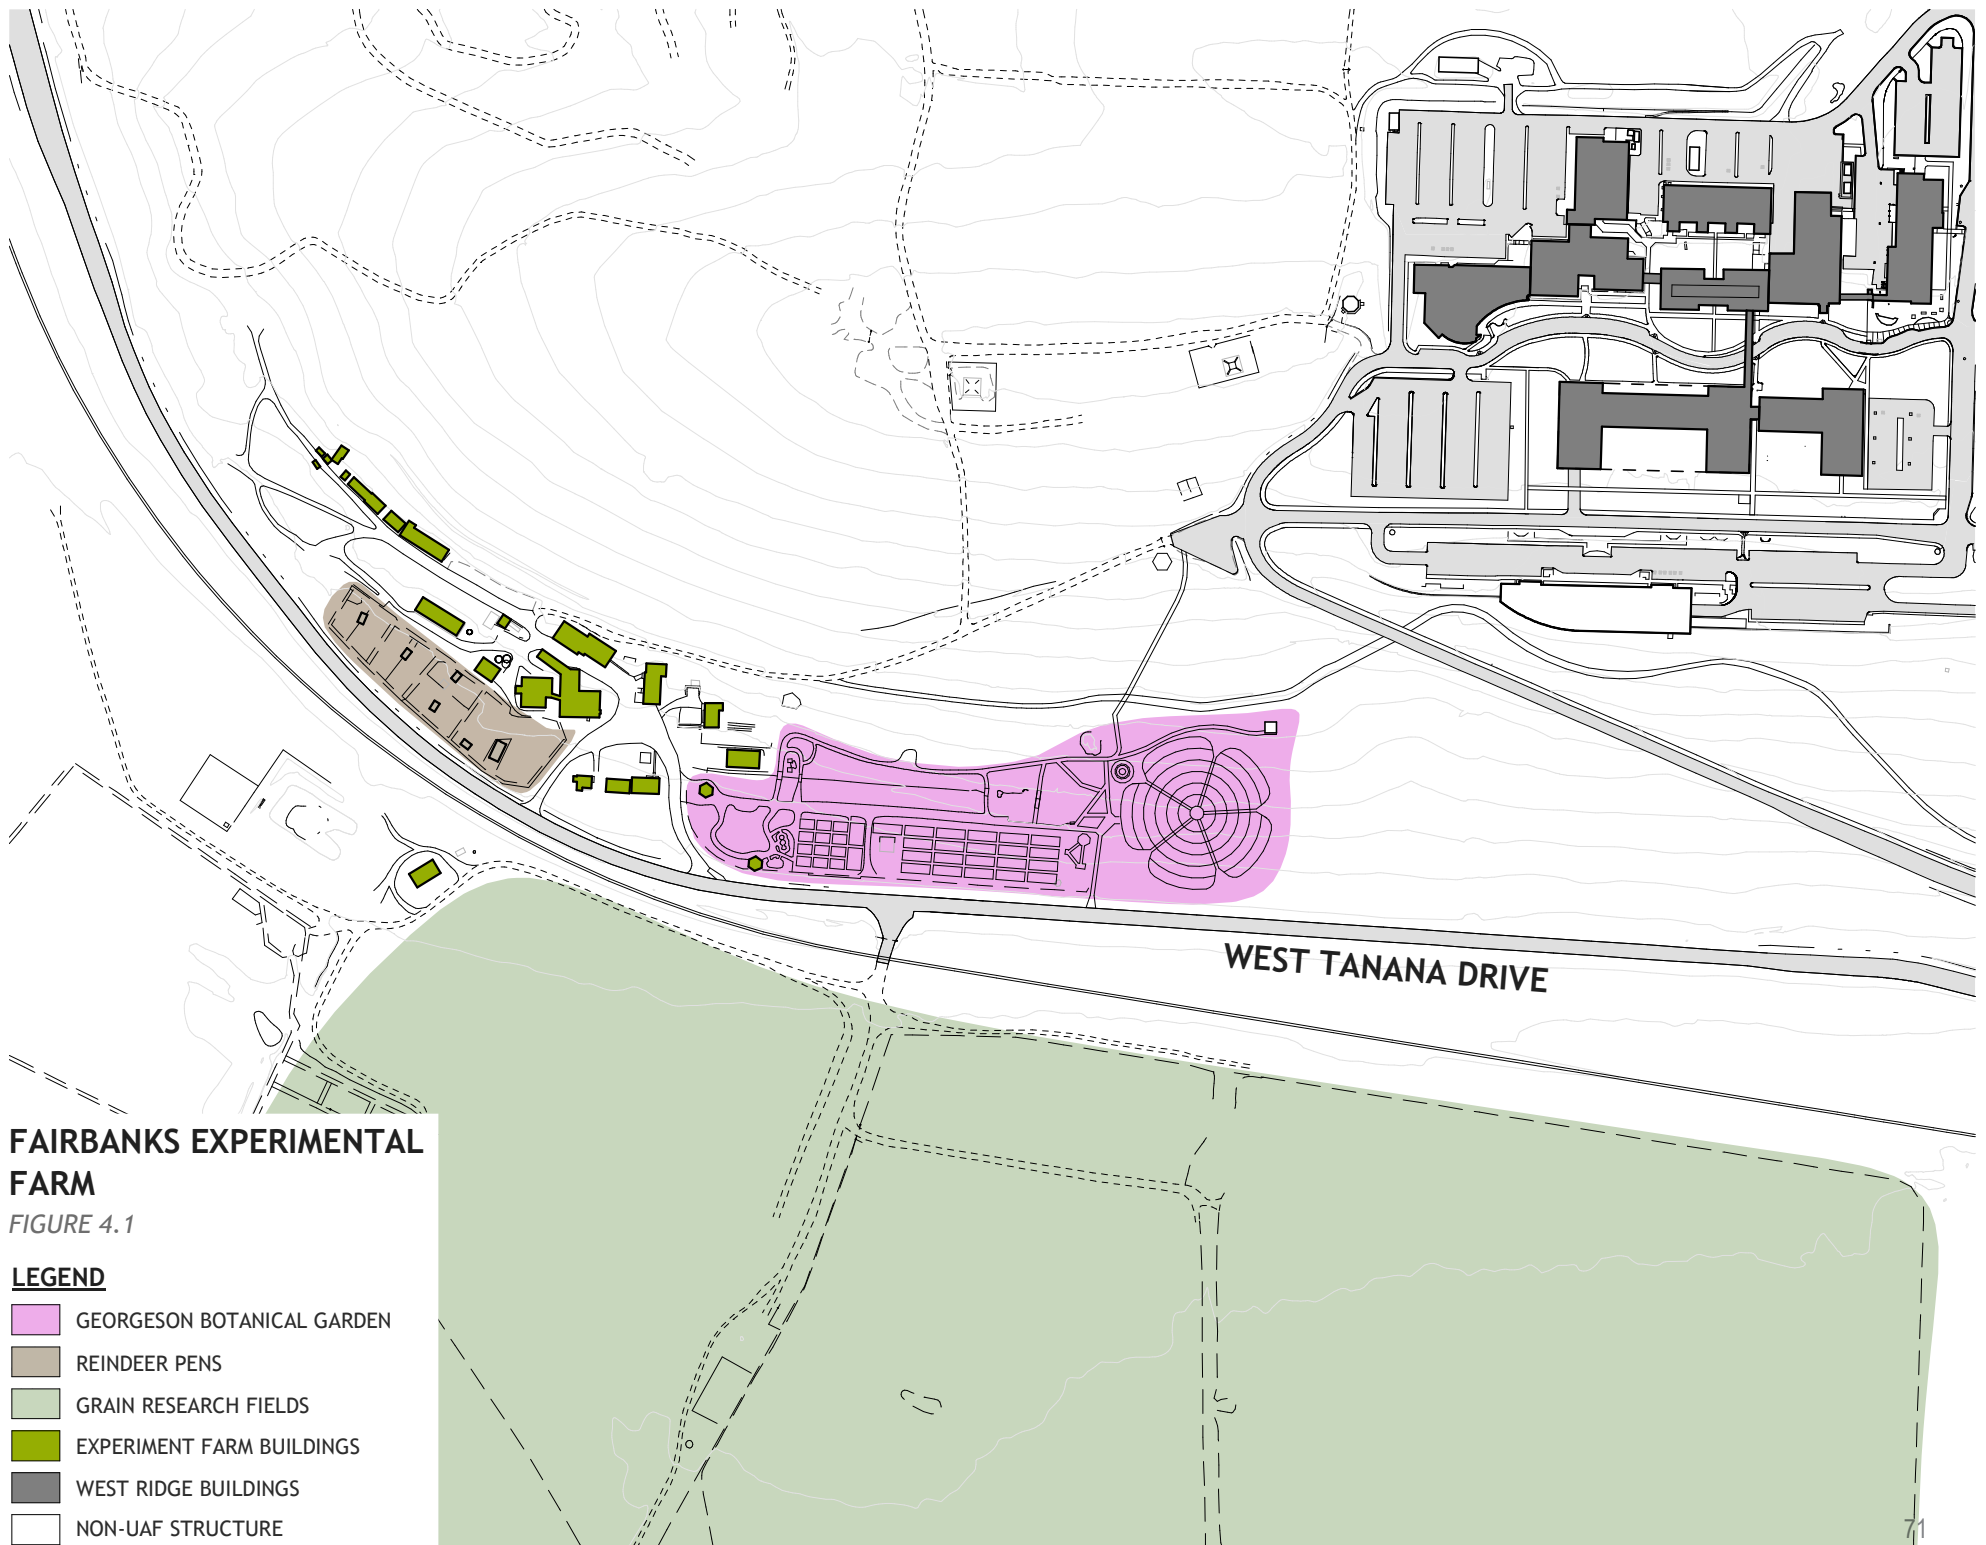 WEST TANANA DRIVE
FAIRBANKS EXPERIMENTAL
FARM
FIGURE 4.1
LEGEND
GEORGESON BOTANICAL GARDEN
REINDEER PENS
GRAIN RESEARCH FIELDS
EXPERIMENT FARM BUILDINGS
WEST RIDGE BUILDINGS
NON-UAF STRUCTURE
71